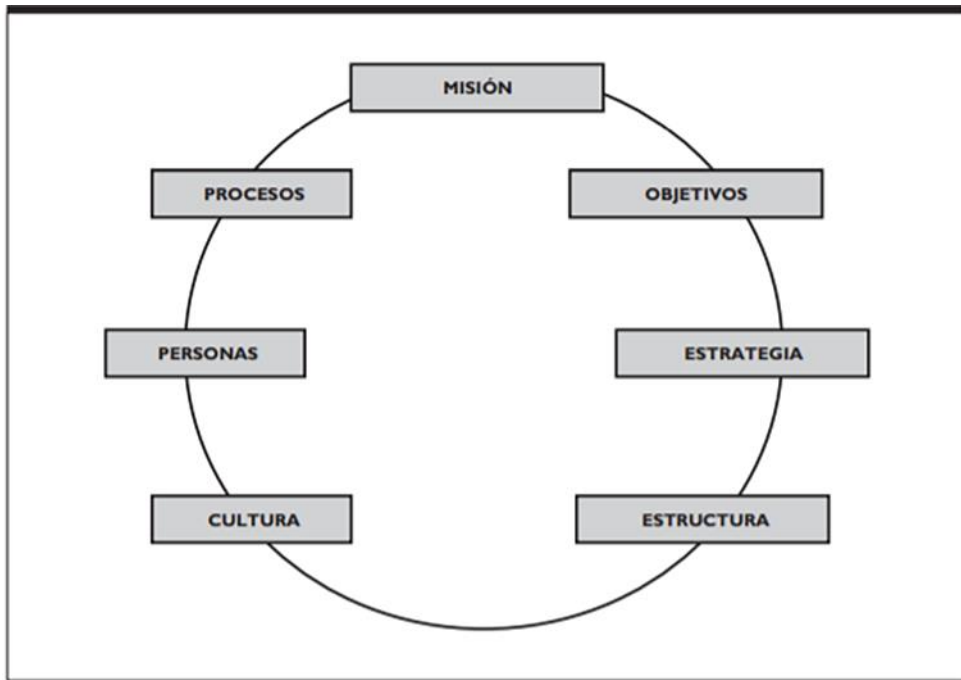 MISIÓN
PROCESOS
OBJETIVOS
PERSONAS
ESTRATEGIA
CULTURA
ESTRUCTURA